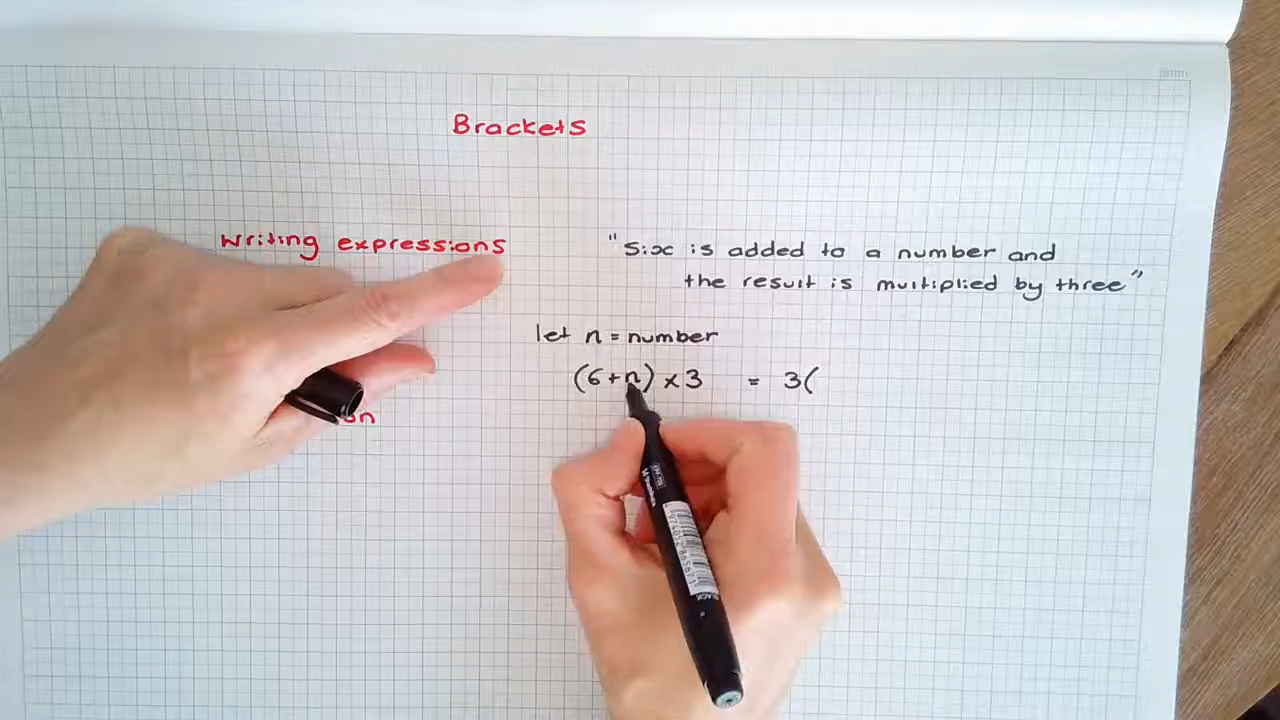 Brackets
Writing expressions
"Six is added to a number and
the result is multiplied by three"
let n = number
(6+n) × 3 = 3(
on